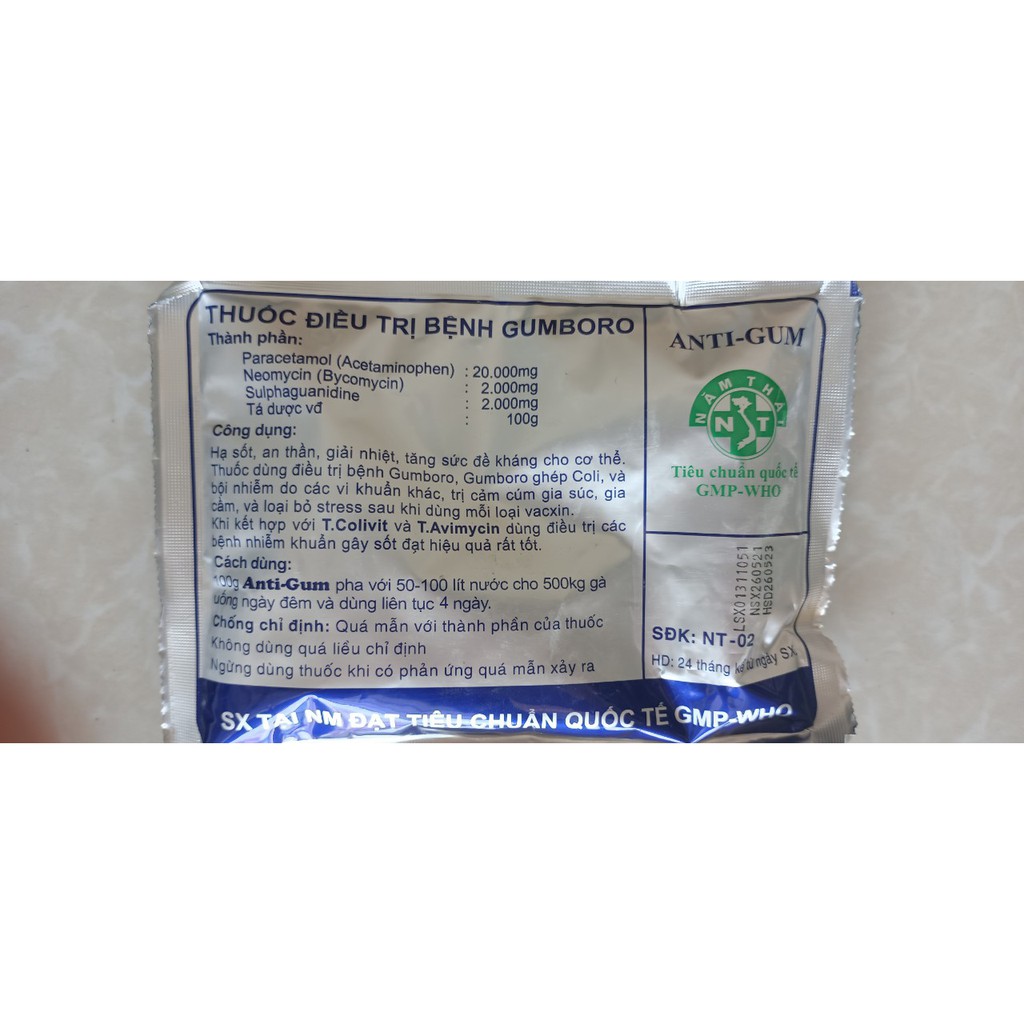 THUỐC ĐIỀU TRỊ BỆNH GUMBORO
Thành phần:
Paracetamol (Acetaminophen) : 20.000mg
Neomycin (Bycomycin) : 2.000mg
Sulphaguanidine : 2.000mg
Tá dược vđ : 100g
Công dụng:
Hạ sốt, an thần, giải nhiệt, tăng sức đề kháng cho cơ thể.
Thuốc dùng điều trị bệnh Gumboro, Gumboro ghép Coli, và
bội nhiễm do các vi khuẩn khác, trị cảm cúm gia súc, gia
cầm, và loại bỏ stress sau khi dùng mỗi loại vacxin.
Khi kết hợp với T.Colivit và T.Avimycin dùng điều trị các
bệnh nhiễm khuẩn gây sốt đạt hiệu quả rất tốt.
Cách dùng:
100g Anti-Gum pha với 50-100 lít nước cho 500kg gà
uống ngày đêm và dùng liên tục 4 ngày.
Chống chỉ định: Quá mẫn với thành phần của thuốc
Không dùng quá liều chỉ định
Ngừng dùng thuốc khi có phản ứng quá mẫn xảy ra
ANTI-GUM
NĂM THÁI
NST
Tiêu chuẩn quốc tế
GMP-WHO
LSX01311051
NSX260521
HSD260523
SĐK: NT-02
HD: 24 tháng kể từ ngày SX
SX TẠI NM ĐẠT TIÊU CHUẨN QUỐC TẾ GMP-WHO